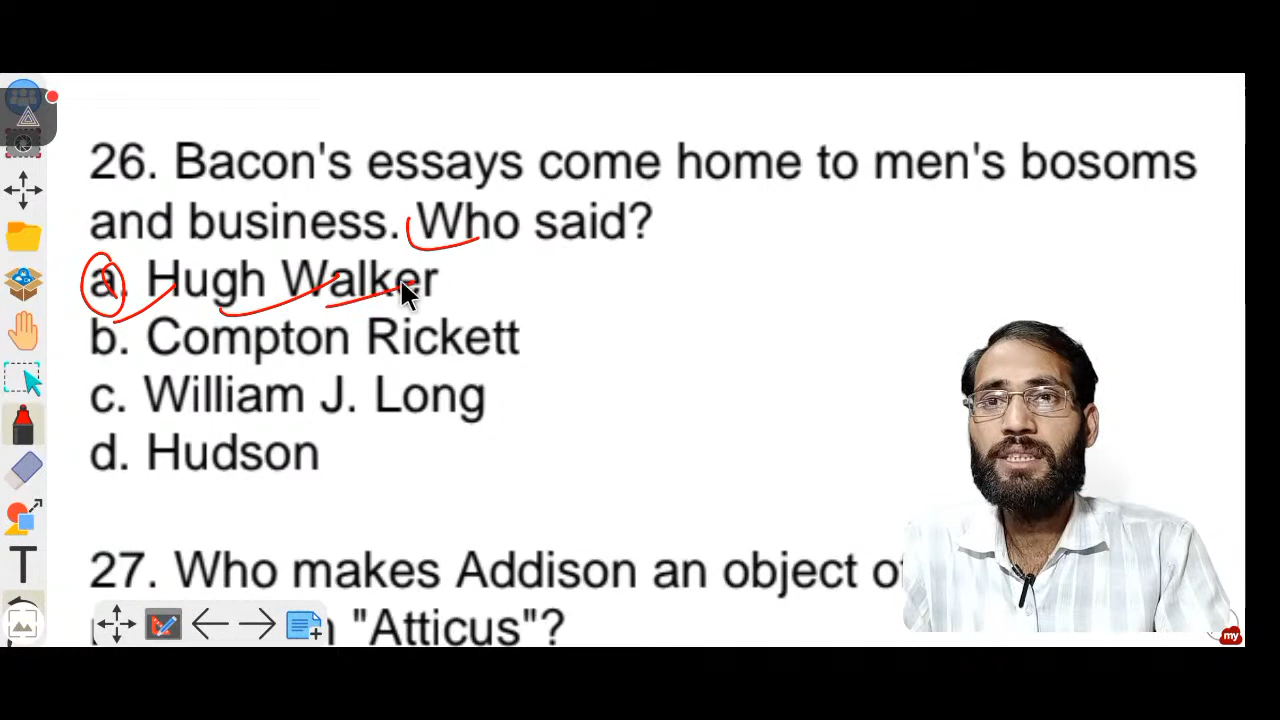 26. Bacon's essays come home to men's bosoms
and business. Who said?
a. Hugh Walker
b. Compton Rickett
c. William J. Long
d. Hudson
27. Who makes Addison an object of
"Atticus"?
T
my